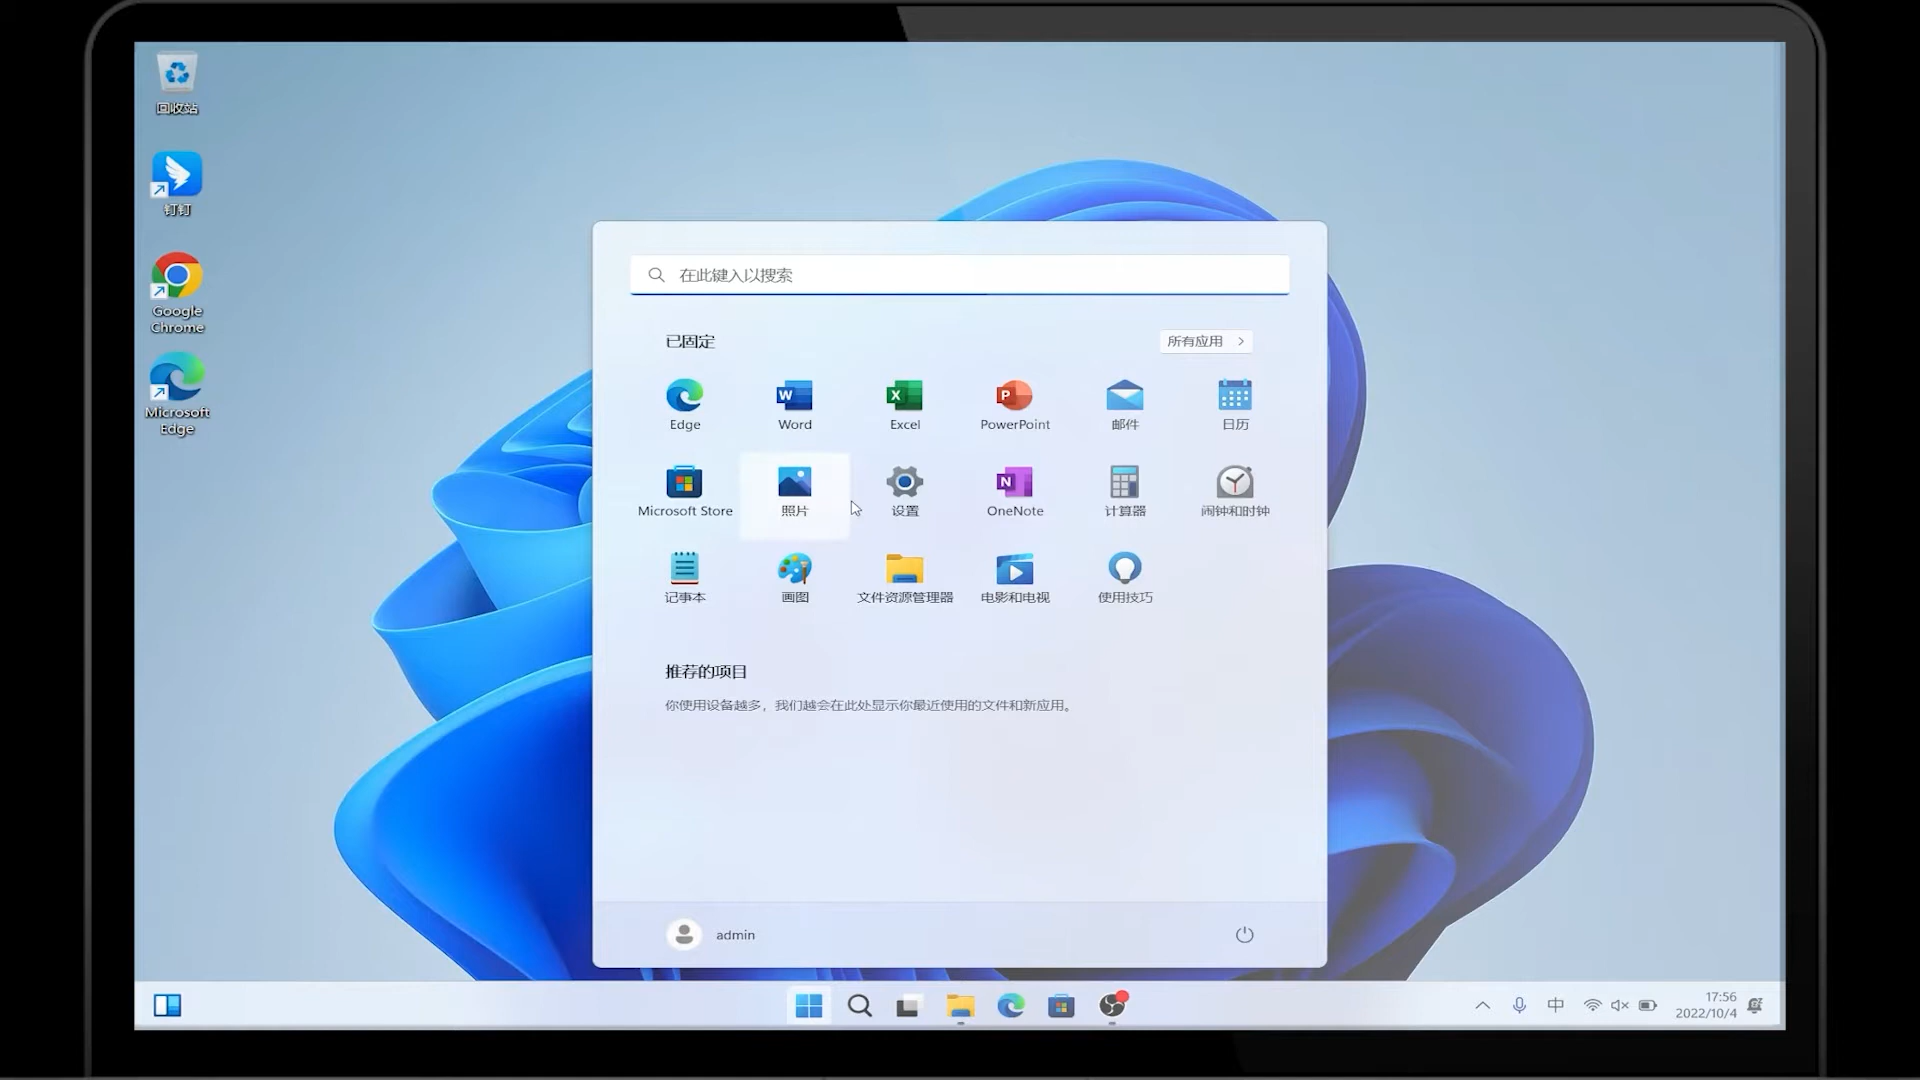 回收站
钉钉
Google
Chrome
Microsoft
Edge
在此键入以搜索
已固定
所有应用
Edge
Word
Excel
PowerPoint
邮件
日历
Microsoft Store
照片
设置
OneNote
计算器
闹钟和时钟
记事本
画图
文件资源管理器
电影和电视
使用技巧
推荐的项目
你使用设备越多，我们越会在此处显示你最近使用的文件和新应用。
admin
中
17:56
2022/10/4